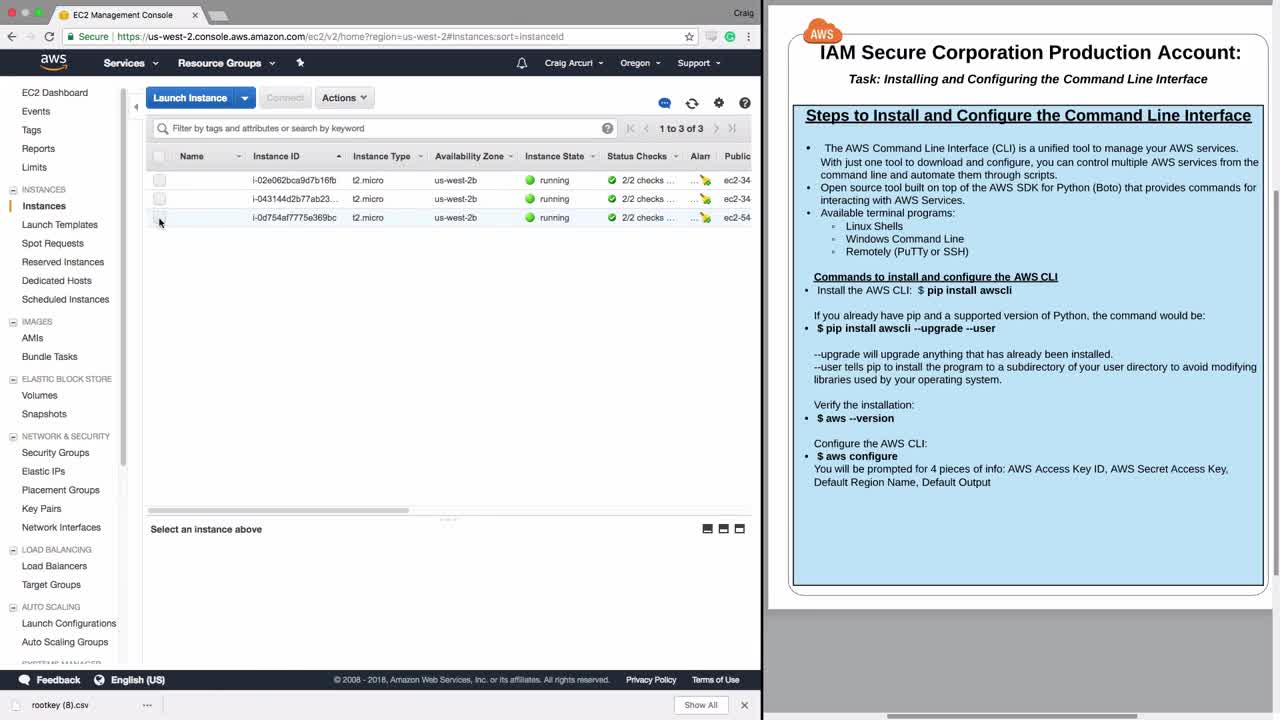 EC2 Management Console
Craig
Secure
https://us-west-2.console.aws.amazon.com/ec2/v2/home?region=us-west-2#Instances:sort=instanceId
aws
Services
Resource Groups
Craig Arcuri
Oregon
Support
EC2 Dashboard
Events
Tags
Reports
Limits
INSTANCES
Instances
Launch Templates
Spot Requests
Reserved Instances
Dedicated Hosts
Scheduled Instances
IMAGES
AMIs
Bundle Tasks
ELASTIC BLOCK STORE
Volumes
Snapshots
NETWORK & SECURITY
Security Groups
Elastic IPs
Placement Groups
Key Pairs
Network Interfaces
LOAD BALANCING
Load Balancers
Target Groups
AUTO SCALING
Launch Configurations
Auto Scaling Groups
SYSTEMS MANAGER
Launch Instance
Connect
Actions
Filter by tags and attributes or search by keyword
1 to 3 of 3
Name Instance ID Instance Type Availability Zone Instance State Status Checks Alarr Public
i-02e062bca9d7b16fb t2.micro us-west-2b running 2/2 checks ... ... ec2-34
i-043144d2b77ab23... t2.micro us-west-2b running 2/2 checks ... ... ec2-34
i-0d754af7775e369bc t2.micro us-west-2b running 2/2 checks ... ... ec2-54
Select an instance above
Feedback
English (US)
© 2008 - 2018, Amazon Web Services, Inc. or its affiliates. All rights reserved.
Privacy Policy
Terms of Use
rootkey (8).csv
Show All
AWS
IAM Secure Corporation Production Account:
Task: Installing and Configuring the Command Line Interface
Steps to Install and Configure the Command Line Interface
• The AWS Command Line Interface (CLI) is a unified tool to manage your AWS services.
With just one tool to download and configure, you can control multiple AWS services from the
command line and automate them through scripts.
• Open source tool built on top of the AWS SDK for Python (Boto) that provides commands for
interacting with AWS Services.
• Available terminal programs:
◦ Linux Shells
◦ Windows Command Line
◦ Remotely (PuTTy or SSH)
Commands to install and configure the AWS CLI
• Install the AWS CLI: $ pip install awscli
If you already have pip and a supported version of Python, the command would be:
• $ pip install awscli --upgrade --user
--upgrade will upgrade anything that has already been installed.
--user tells pip to install the program to a subdirectory of your user directory to avoid modifying
libraries used by your operating system.
Verify the installation:
• $ aws --version
Configure the AWS CLI:
• $ aws configure
You will be prompted for 4 pieces of info: AWS Access Key ID, AWS Secret Access Key,
Default Region Name, Default Output